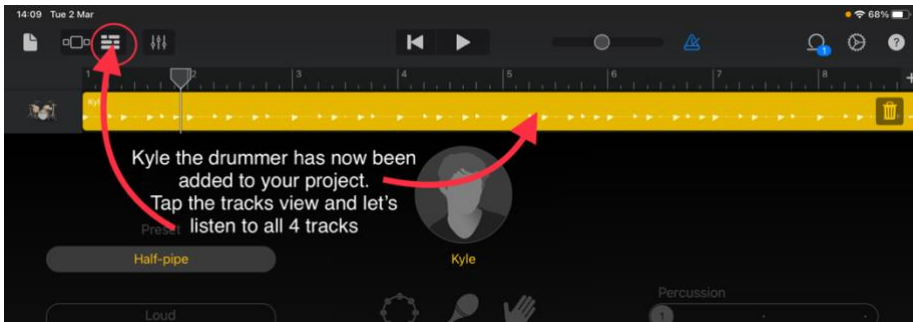 14:09 Tue 2 Mar
68%
1
?
1 2 3 4 5 6 7 8 +
Kyle
Kyle the drummer has now been
added to your project.
Tap the tracks view and let's
listen to all 4 tracks
Preset
Half-pipe
Kyle
Percussion
Loud
1